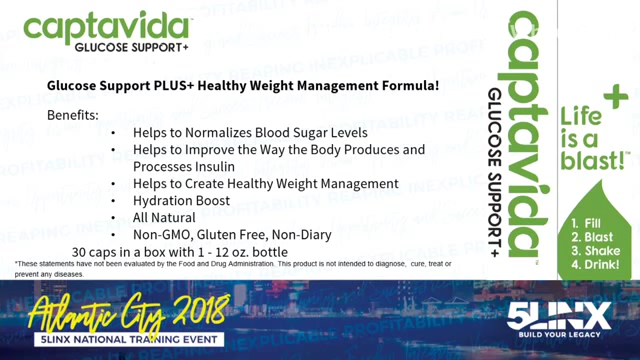 captavida
GLUCOSE SUPPORT+
Glucose Support PLUS+ Healthy Weight Management Formula!
Benefits:
• Helps to Normalizes Blood Sugar Levels
• Helps to Improve the Way the Body Produces and
Processes Insulin
• Helps to Create Healthy Weight Management
• Hydration Boost
• All Natural
• Non-GMO, Gluten Free, Non-Diary
30 caps in a box with 1 - 12 oz. bottle
*These statements have not been evaluated by the Food and Drug Administration. This product is not intended to diagnose, cure, treat or
prevent any diseases.
captavida
GLUCOSE SUPPORT+
+
Life
is a
blast!™
1. Fill
2. Blast
3. Shake
4. Drink!
Atlantic City 2018
5LINX NATIONAL TRAINING EVENT
5LINX
BUILD YOUR LEGACY